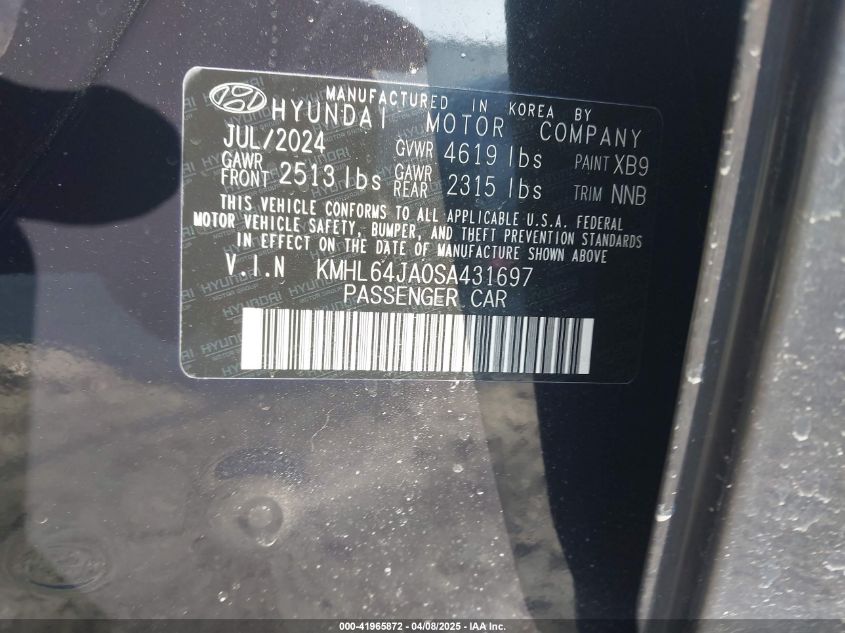 MANUFACTURED IN KOREA BY
HYUNDAI MOTOR COMPANY
JUL/2024 GVWR 4619 lbs PAINT XB9
GAWR FRONT 2513 lbs GAWR REAR 2315 lbs TRIM NNB
THIS VEHICLE CONFORMS TO ALL APPLICABLE U.S.A. FEDERAL
MOTOR VEHICLE SAFETY, BUMPER, AND THEFT PREVENTION STANDARDS
IN EFFECT ON THE DATE OF MANUFACTURE SHOWN ABOVE
V.I.N KMHL64JA0SA431697
PASSENGER CAR
000-41965872 | 04/08/2025 | IAA Inc.